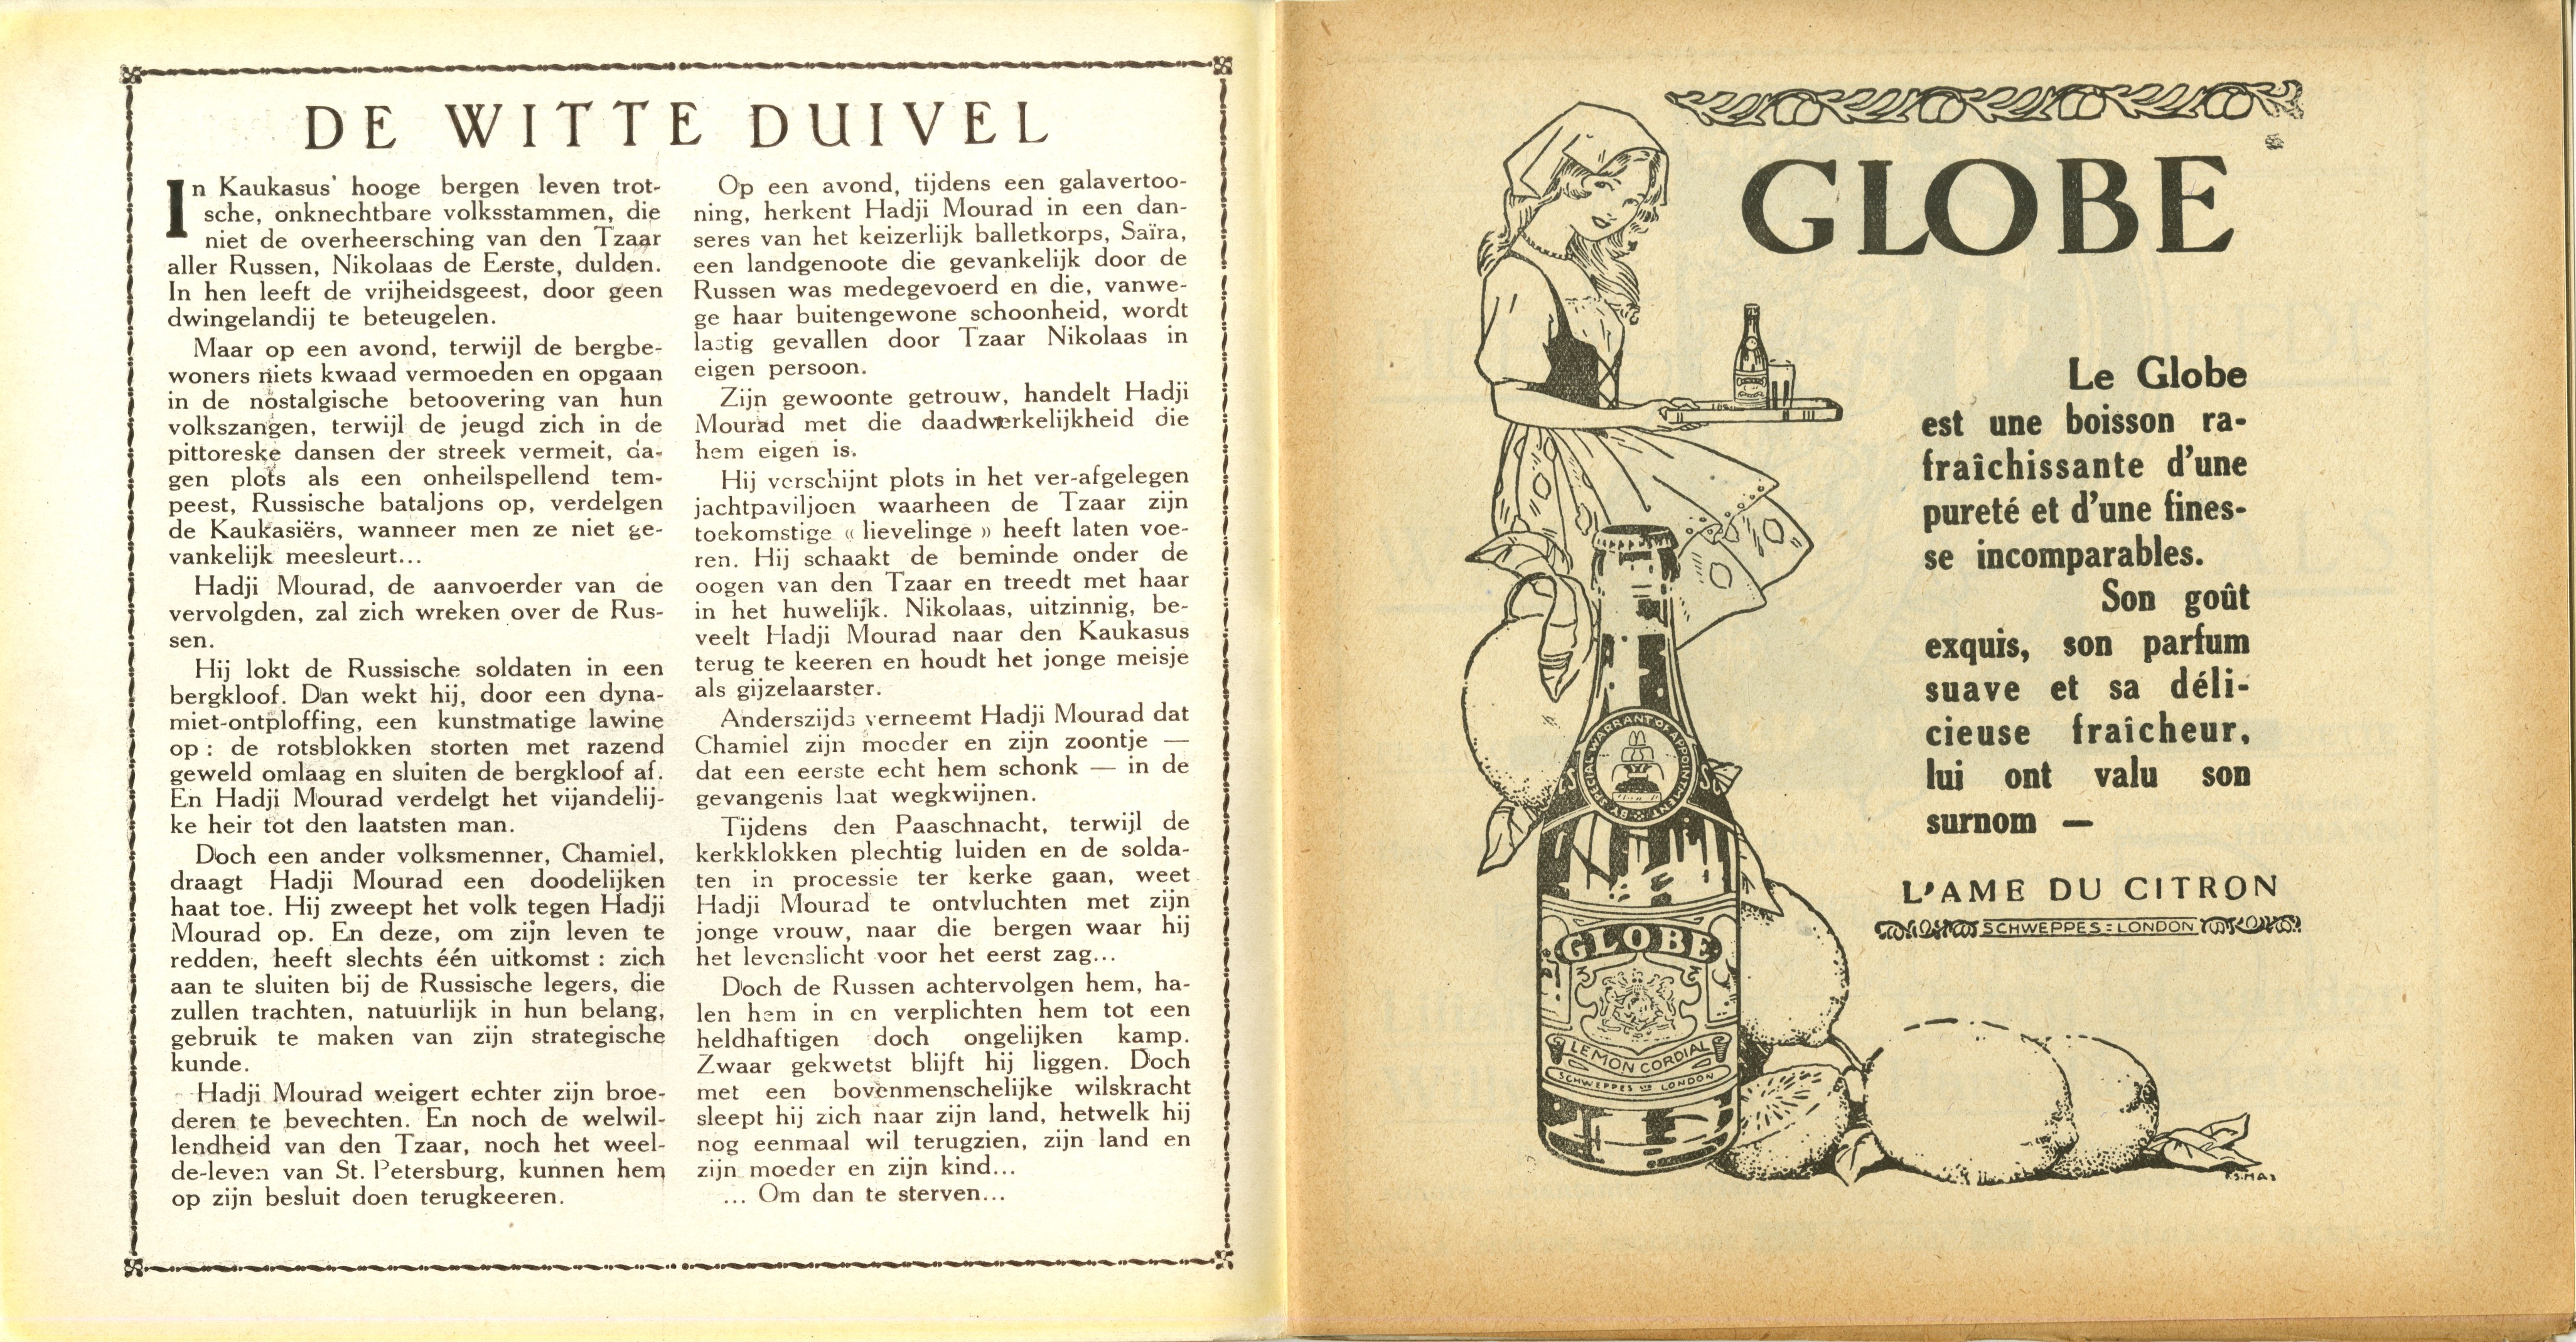 DE WITTE DUIVEL
In Kaukasus' hooge bergen leven trot-
sche, onknechtbare volksstammen, die
niet de overheersching van den Tzaar
aller Russen, Nikolaas de Eerste, dulden.
In hen leeft de vrijheidsgeest, door geen
dwingelandij te beteugelen.
Maar op een avond, terwijl de bergbe-
woners niets kwaad vermoeden en opgaan
in de nostalgische betoovering van hun
volkszangen, terwijl de jeugd zich in de
pittoreske dansen der streek vermeit, da-
gen plots als een onheilspellend tem-
peest, Russische bataljons op, verdelgen
de Kaukasiërs, wanneer men ze niet ge-
vankelijk meesleurt...
Hadji Mourad, de aanvoerder van de
vervolgden, zal zich wreken over de Rus-
sen.
Hij lokt de Russische soldaten in een
bergkloof. Dan wekt hij, door een dyna-
miet-ontploffing, een kunstmatige lawine
op : de rotsblokken storten met razend
geweld omlaag en sluiten de bergkloof af.
En Hadji Mourad verdelgt het vijandelij-
ke heir tot den laatsten man.
Doch een ander volksmenner, Chamiel,
draagt Hadji Mourad een doodelijken
haat toe. Hij zweept het volk tegen Hadji
Mourad op. En deze, om zijn leven te
redden, heeft slechts één uitkomst : zich
aan te sluiten bij de Russische legers, die
zullen trachten, natuurlijk in hun belang,
gebruik te maken van zijn strategische
kunde.
Hadji Mourad weigert echter zijn broe-
deren te bevechten. En noch de welwil-
lendheid van den Tzaar, noch het weel-
de-leven van St. Petersburg, kunnen hem
op zijn besluit doen terugkeeren.
Op een avond, tijdens een galavertoo-
ning, herkent Hadji Mourad in een dan-
seres van het keizerlijk balletkorps, Saïra,
een landgenoote die gevankelijk door de
Russen was medegevoerd en die, vanwe-
ge haar buitengewone schoonheid, wordt
lastig gevallen door Tzaar Nikolaas in
eigen persoon.
Zijn gewoonte getrouw, handelt Hadji
Mourad met die daadwerkelijkheid die
hem eigen is.
Hij verschijnt plots in het ver-afgelegen
jachtpaviljoen waarheen de Tzaar zijn
toekomstige « lievelinge » heeft laten voe-
ren. Hij schaakt de beminde onder de
oogen van den Tzaar en treedt met haar
in het huwelijk. Nikolaas, uitzinnig, be-
veelt Hadji Mourad naar den Kaukasus
terug te keeren en houdt het jonge meisje
als gijzelaarster.
Anderszijds verneemt Hadji Mourad dat
Chamiel zijn moeder en zijn zoontje —
dat een eerste echt hem schonk — in de
gevangenis laat wegkwijnen.
Tijdens den Paaschnacht, terwijl de
kerkklokken plechtig luiden en de solda-
ten in processie ter kerke gaan, weet
Hadji Mourad te ontvluchten met zijn
jonge vrouw, naar die bergen waar hij
het levenslicht voor het eerst zag...
Doch de Russen achtervolgen hem, ha-
len hem in en verplichten hem tot een
heldhaftigen doch ongelijken kamp.
Zwaar gekwetst blijft hij liggen. Doch
met een bovenmenschelijke wilskracht
sleept hij zich naar zijn land, hetwelk hij
nog eenmaal wil terugzien, zijn land en
zijn moeder en zijn kind...
... Om dan te sterven...
GLOBE
Le Globe
est une boisson ra-
fraîchissante d'une
pureté et d'une fines-
se incomparables.
Son goût
exquis, son parfum
suave et sa déli-
cieuse fraîcheur,
lui ont valu son
surnom —
L'AME DU CITRON
SCHWEPPES=LONDON
BY SPECIAL WARRANT OF APPOINTMENT
GLOBE
LEMON CORDIAL
SCHWEPPES LTD LONDON